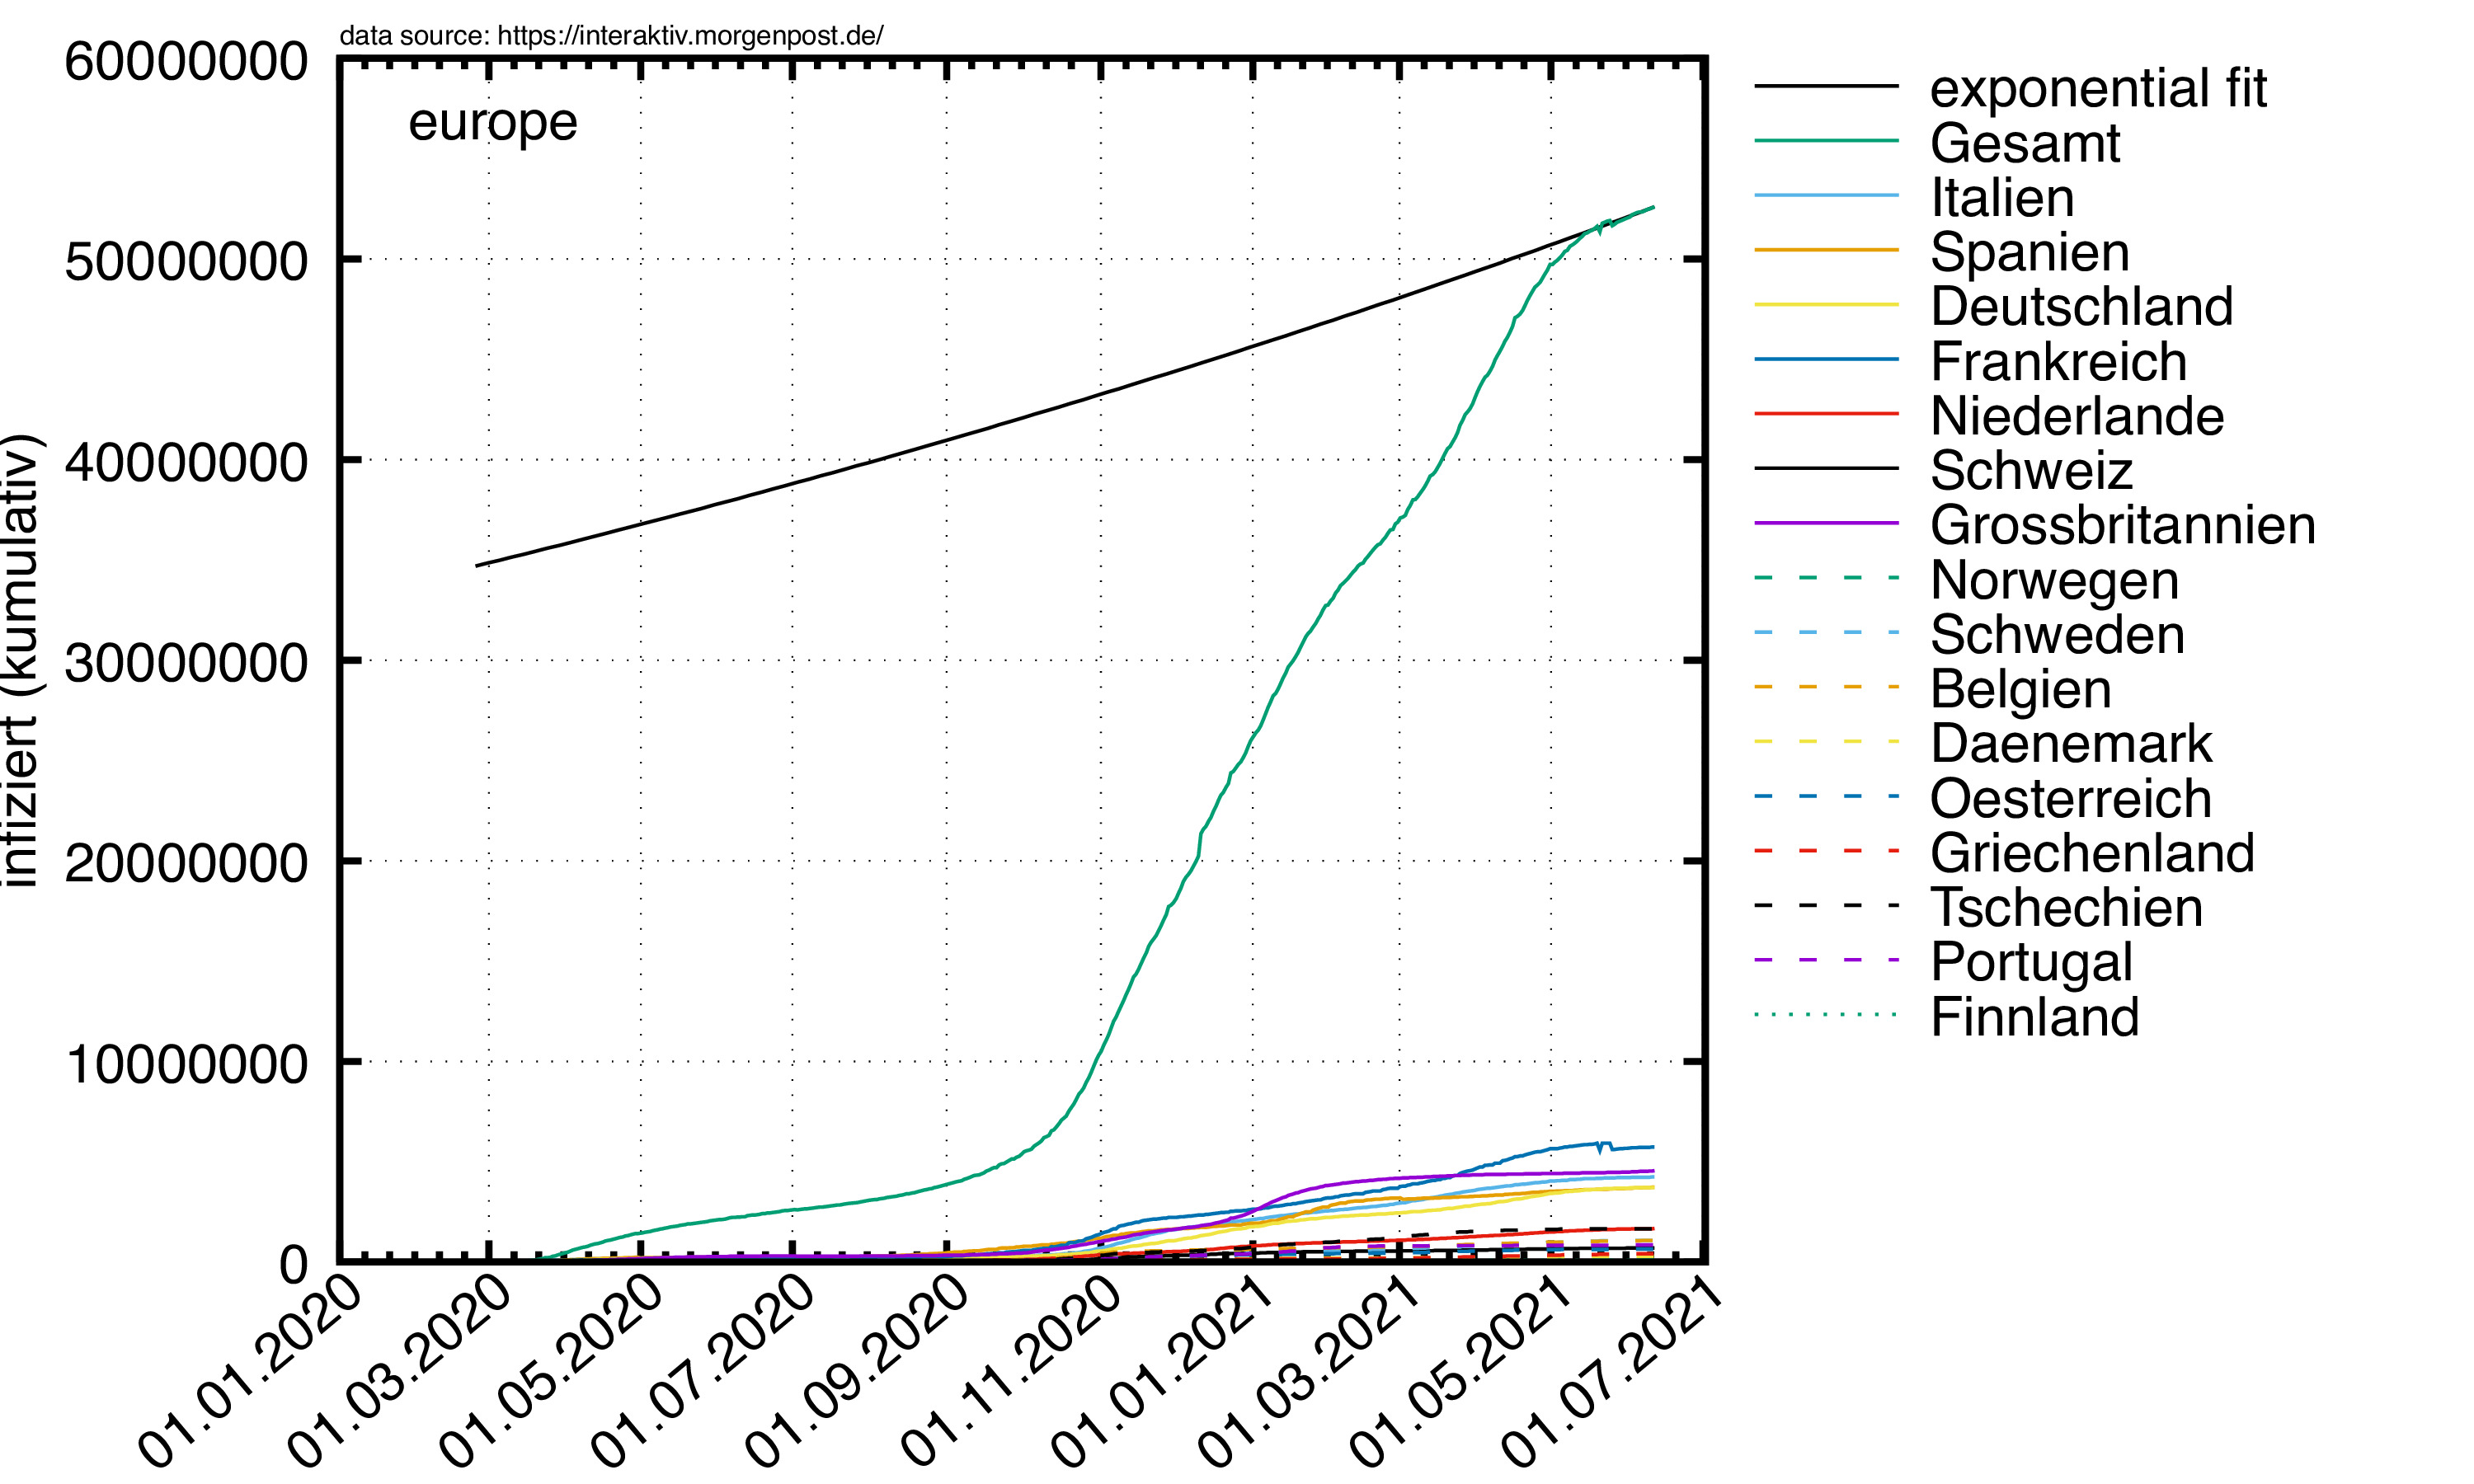 data source: https://interaktiv.morgenpost.de/
europe
infiziert (kumulativ)
60000000
50000000
40000000
30000000
20000000
10000000
0
01.01.2020
01.03.2020
01.05.2020
01.07.2020
01.09.2020
01.11.2020
01.01.2021
01.03.2021
01.05.2021
01.07.2021
exponential fit
Gesamt
Italien
Spanien
Deutschland
Frankreich
Niederlande
Schweiz
Grossbritannien
Norwegen
Schweden
Belgien
Daenemark
Oesterreich
Griechenland
Tschechien
Portugal
Finnland